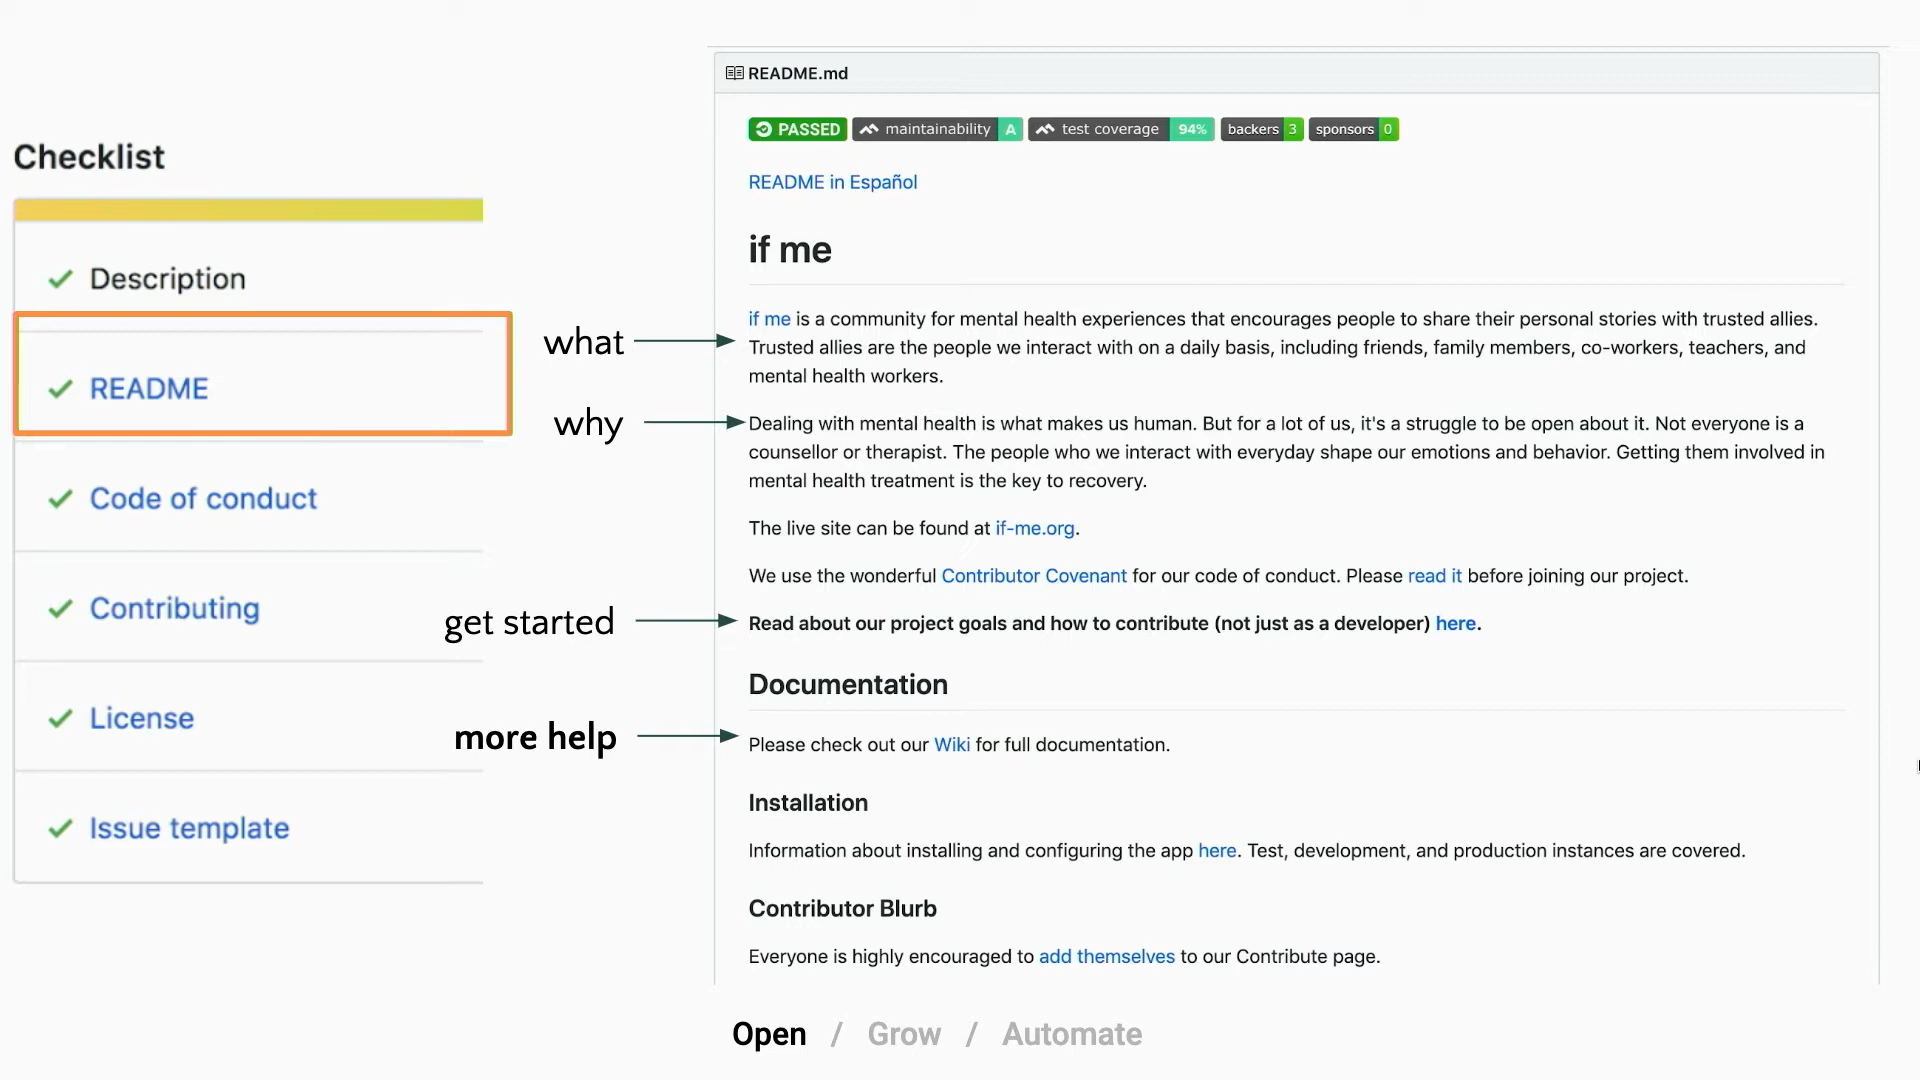 Checklist
Description
README
Code of conduct
Contributing
License
Issue template
what
why
get started
more help
README.md
PASSED maintainability A test coverage 94% backers 3 sponsors 0
README in Español
if me
if me is a community for mental health experiences that encourages people to share their personal stories with trusted allies.
Trusted allies are the people we interact with on a daily basis, including friends, family members, co-workers, teachers, and
mental health workers.
Dealing with mental health is what makes us human. But for a lot of us, it's a struggle to be open about it. Not everyone is a
counsellor or therapist. The people who we interact with everyday shape our emotions and behavior. Getting them involved in
mental health treatment is the key to recovery.
The live site can be found at if-me.org.
We use the wonderful Contributor Covenant for our code of conduct. Please read it before joining our project.
Read about our project goals and how to contribute (not just as a developer) here.
Documentation
Please check out our Wiki for full documentation.
Installation
Information about installing and configuring the app here. Test, development, and production instances are covered.
Contributor Blurb
Everyone is highly encouraged to add themselves to our Contribute page.
Open / Grow / Automate